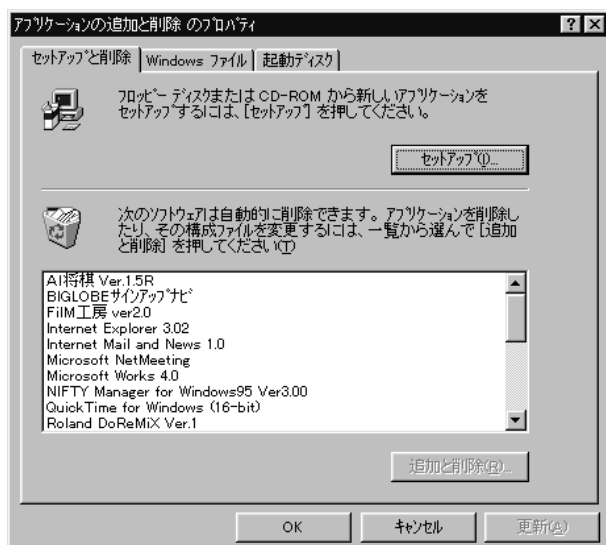 アプリケーションの追加と削除 のプロパティ
セットアップと削除
Windows ファイル
起動ディスク
フロッピー ディスクまたは CD-ROM から新しいアプリケーションを
セットアップするには、[セットアップ] を押してください。
セットアップ(I)...
次のソフトウェアは自動的に削除できます。アプリケーションを削除し
たり、その構成ファイルを変更するには、一覧から選んで [追加
と削除] を押してください(T)
AI将棋 Ver.1.5R
BIGLOBEサインアップナビ
FilM工房 ver2.0
Internet Explorer 3.02
Internet Mail and News 1.0
Microsoft NetMeeting
Microsoft Works 4.0
NIFTY Manager for Windows95 Ver3.00
QuickTime for Windows (16-bit)
Roland DoReMiX Ver.1
追加と削除(R)...
OK
キャンセル
更新(A)